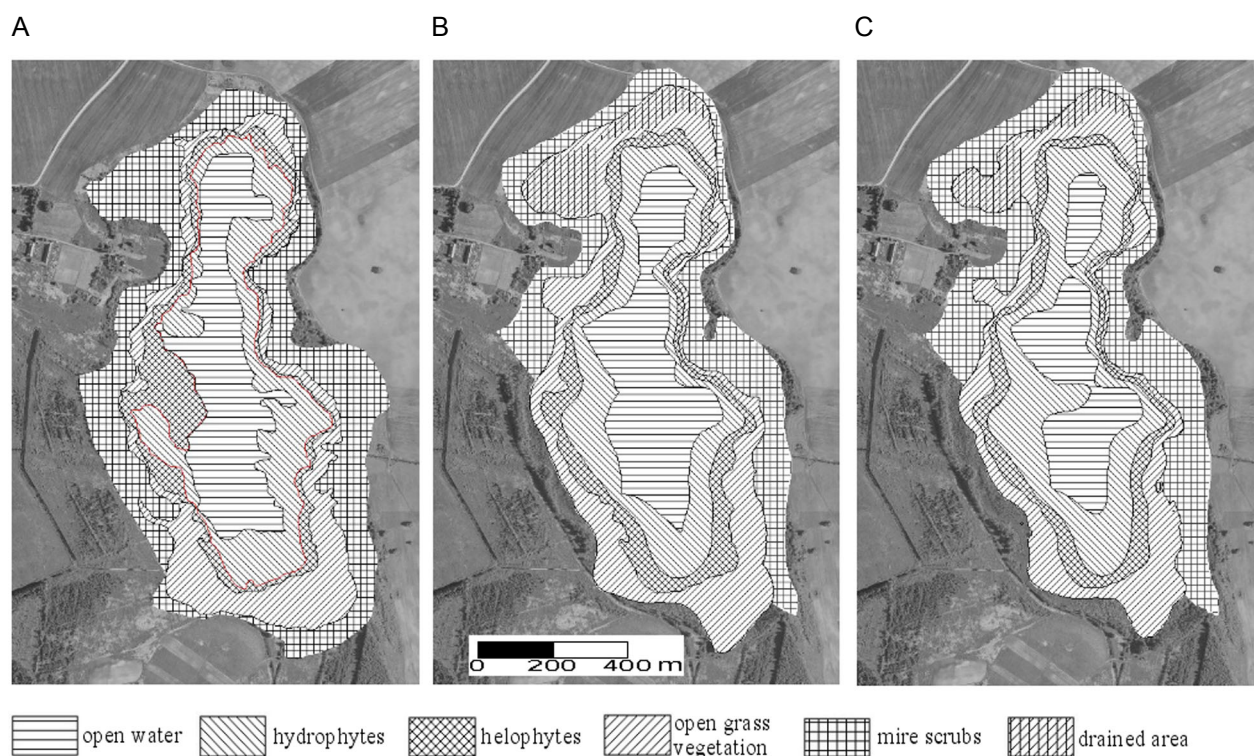 A B C
0 200 400 m
open water hydrophytes helophytes open grass vegetation mire scrubs drained area